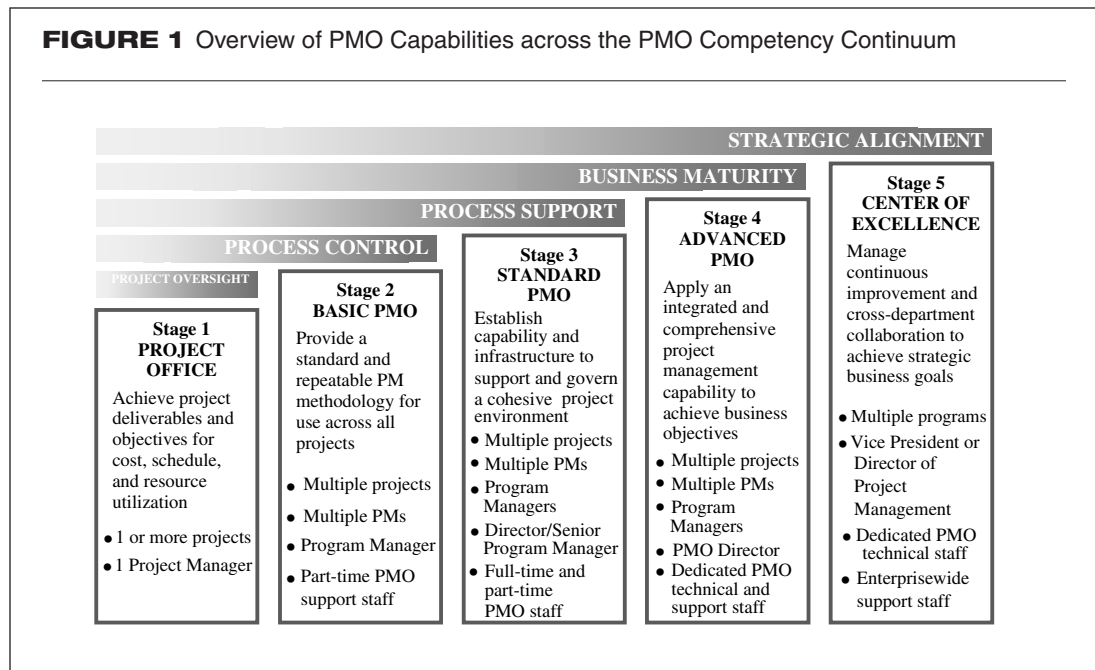 FIGURE 1 Overview of PMO Capabilities across the PMO Competency Continuum
STRATEGIC ALIGNMENT
BUSINESS MATURITY
PROCESS SUPPORT
PROCESS CONTROL
PROJECT OVERSIGHT
Stage 1
PROJECT
OFFICE
Achieve project
deliverables and
objectives for
cost, schedule,
and resource
utilization
● 1 or more projects
● 1 Project Manager
Stage 2
BASIC PMO
Provide a
standard and
repeatable PM
methodology for
use across all
projects
● Multiple projects
● Multiple PMs
● Program Manager
● Part-time PMO
support staff
Stage 3
STANDARD
PMO
Establish
capability and
infrastructure to
support and govern
a cohesive project
environment
● Multiple projects
● Multiple PMs
● Program
Managers
● Director/Senior
Program Manager
● Full-time and
part-time
PMO staff
Stage 4
ADVANCED
PMO
Apply an
integrated and
comprehensive
project
management
capability to
achieve business
objectives
● Multiple projects
● Multiple PMs
● Program
Managers
● PMO Director
● Dedicated PMO
technical and
support staff
Stage 5
CENTER OF
EXCELLENCE
Manage
continuous
improvement and
cross-department
collaboration to
achieve strategic
business goals
● Multiple programs
● Vice President or
Director of
Project
Management
● Dedicated PMO
technical staff
● Enterprisewide
support staff